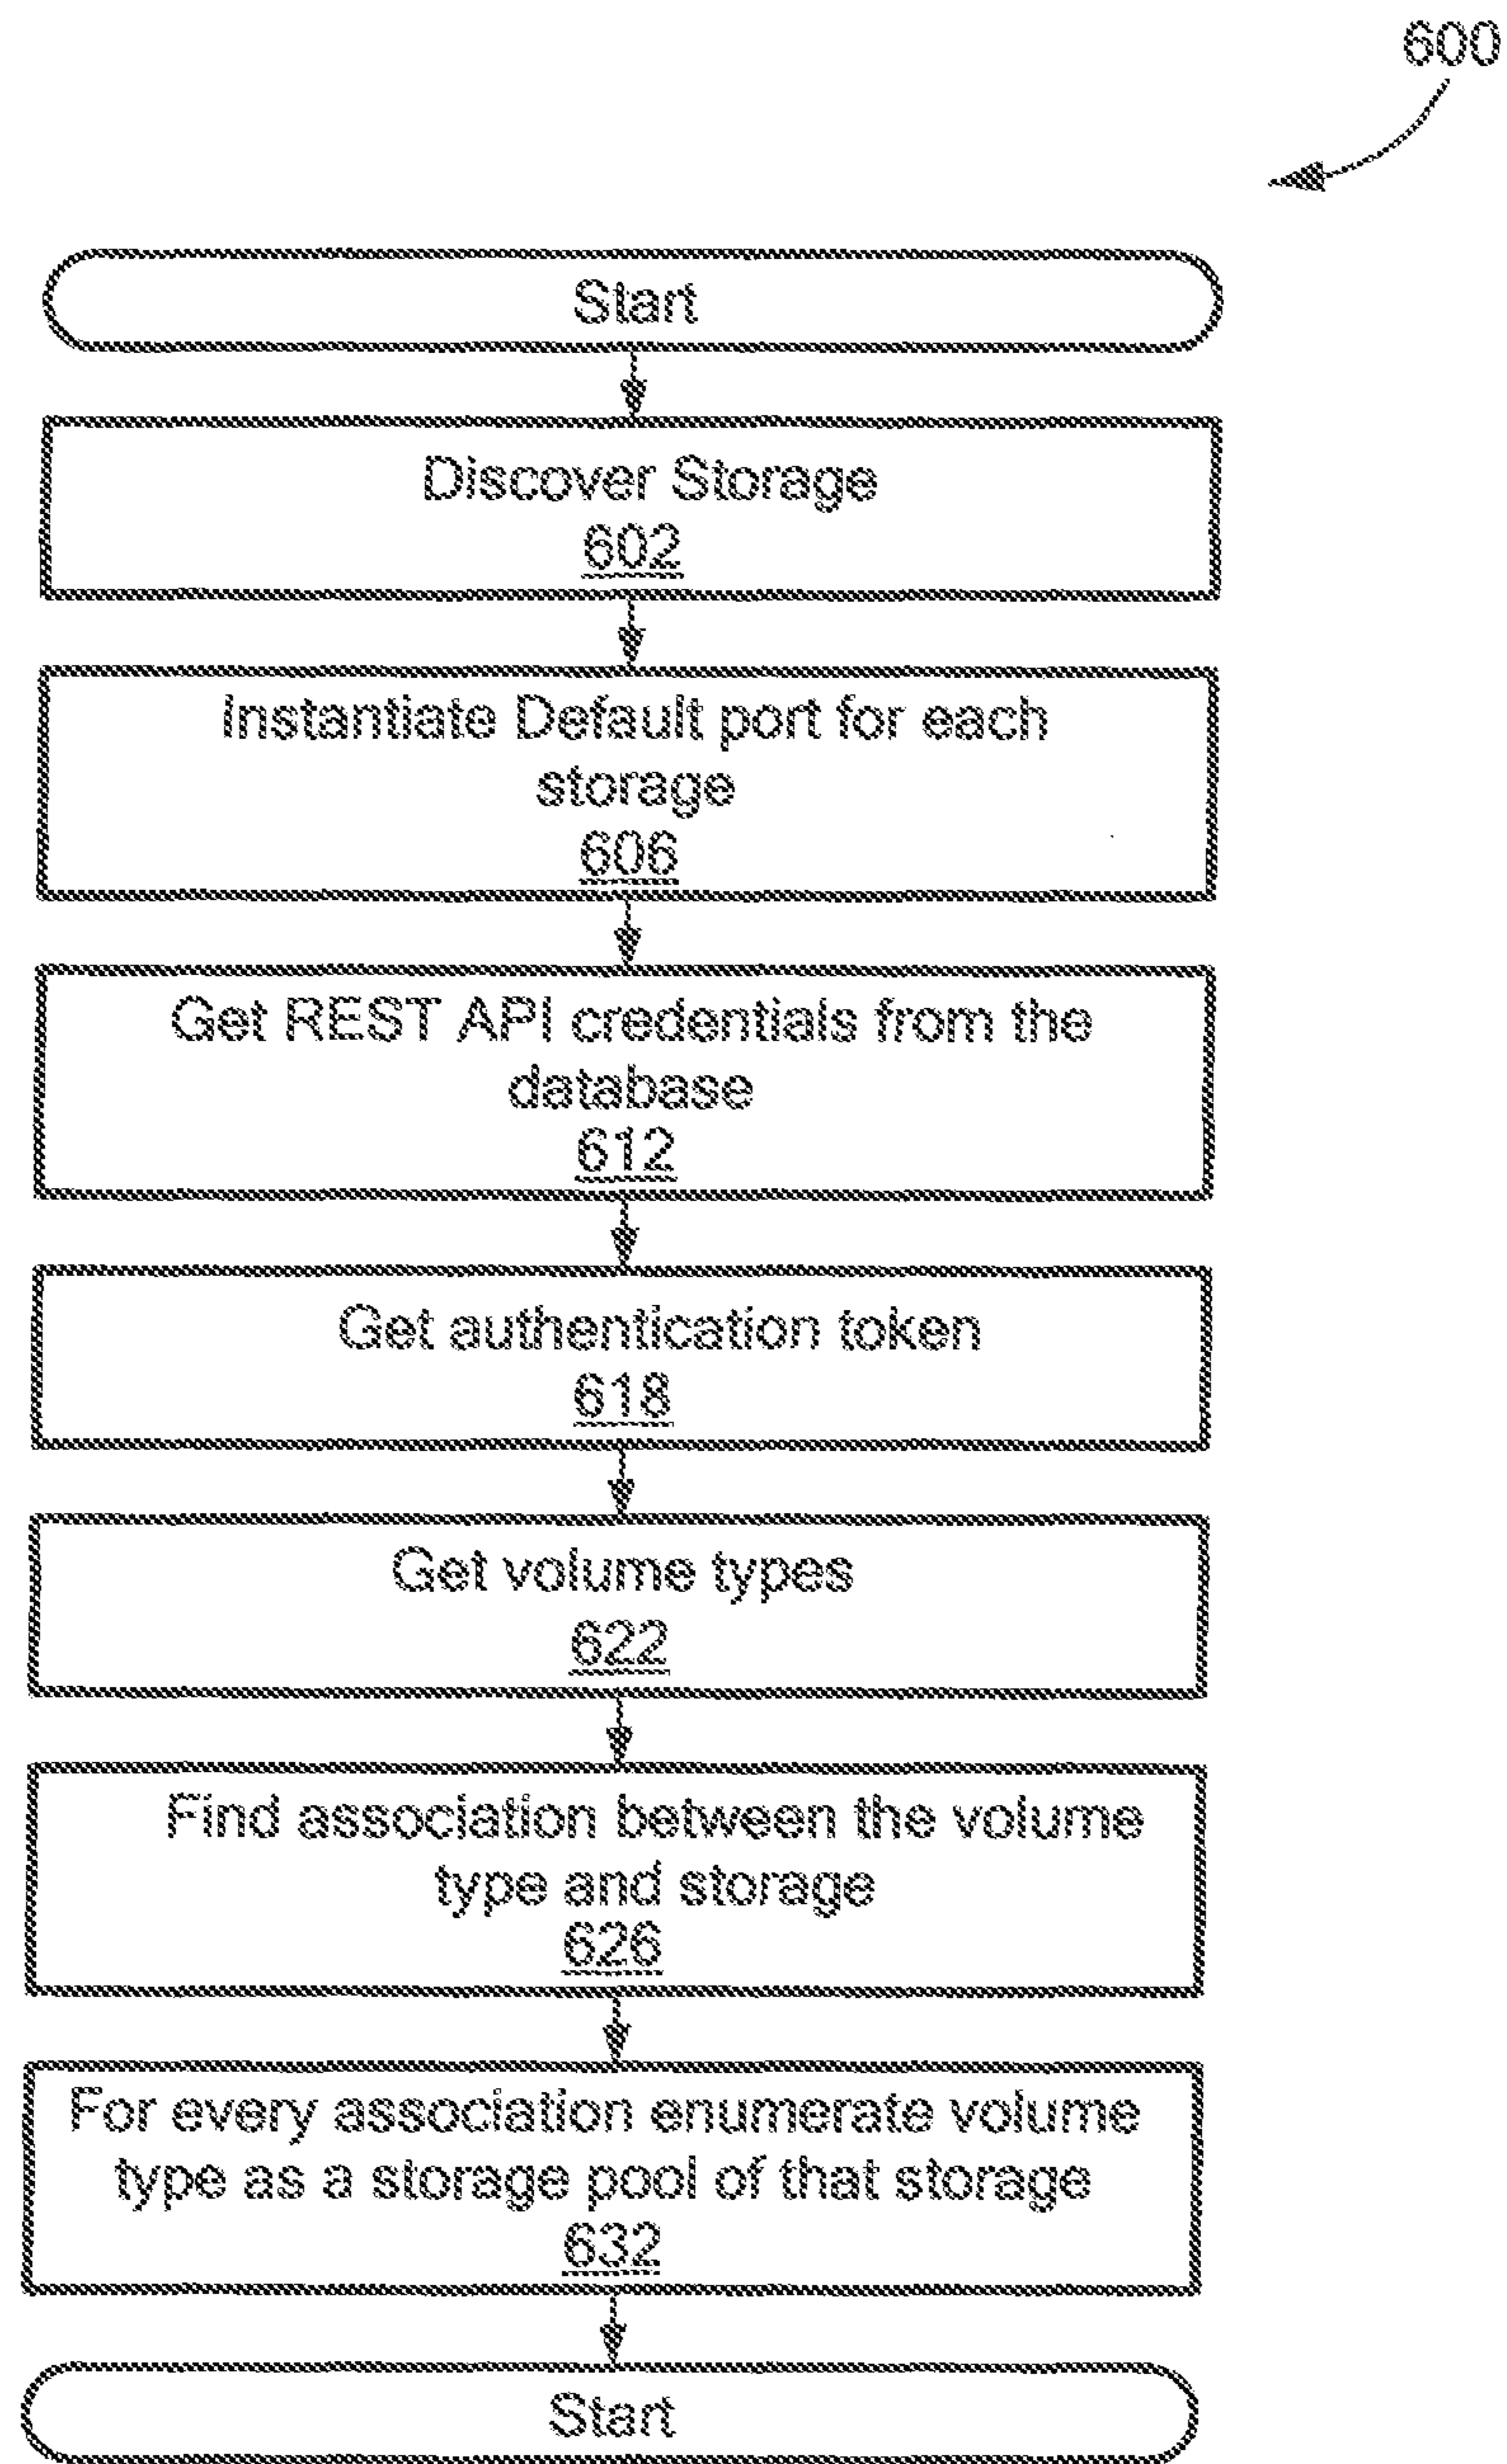 600
Start
Discover Storage
602
Instantiate Default port for each
storage
606
Get REST API credentials from the
database
612
Get authentication token
618
Get volume types
622
Find association between the volume
type and storage
626
For every association enumerate volume
type as a storage pool of that storage
632
Start